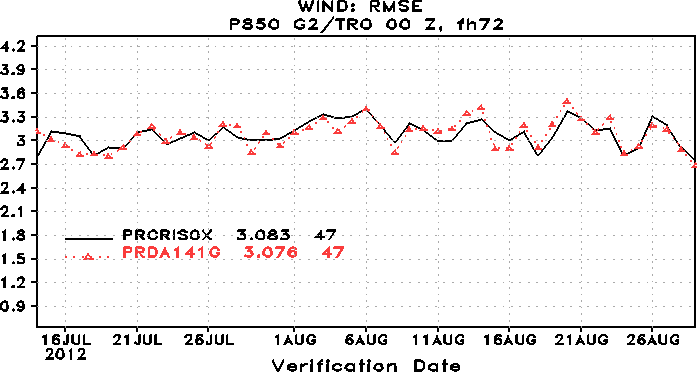 WIND: RMSE
P850 G2/TRO 00 Z, fh72
4.2
3.9
3.6
3.3
3
2.7
2.4
2.1
1.8
1.5
1.2
0.9
PRCRISOX 3.083 47
PRDA141G 3.076 47
16JUL 21JUL 26JUL 1AUG 6AUG 11AUG 16AUG 21AUG 26AUG
2012
Verification Date